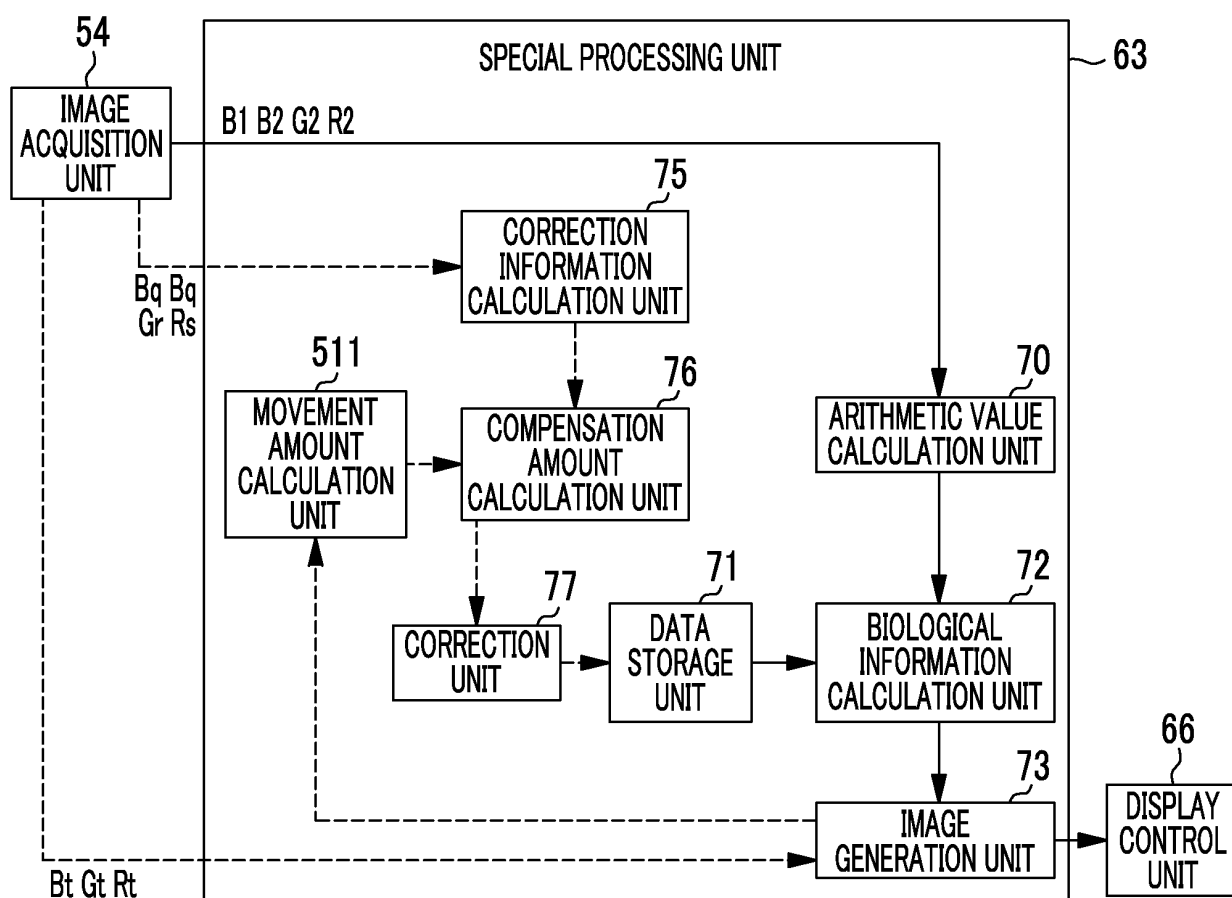 54
IMAGE
ACQUISITION
UNIT
SPECIAL PROCESSING UNIT
63
B1 B2 G2 R2
75
CORRECTION
INFORMATION
CALCULATION UNIT
Bq Bq
Gr Rs
511
MOVEMENT
AMOUNT
CALCULATION
UNIT
76
COMPENSATION
AMOUNT
CALCULATION UNIT
70
ARITHMETIC VALUE
CALCULATION UNIT
77
CORRECTION
UNIT
71
DATA
STORAGE
UNIT
72
BIOLOGICAL
INFORMATION
CALCULATION UNIT
73
IMAGE
GENERATION UNIT
66
DISPLAY
CONTROL
UNIT
Bt Gt Rt